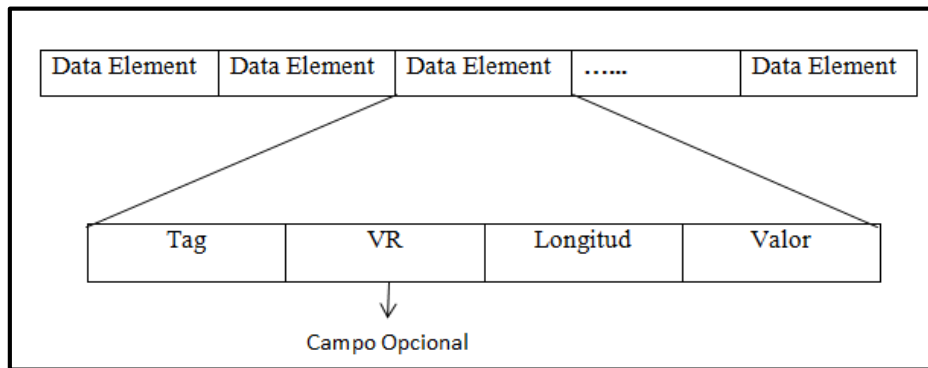 Data Element Data Element Data Element …... Data Element
Tag VR Longitud Valor
Campo Opcional